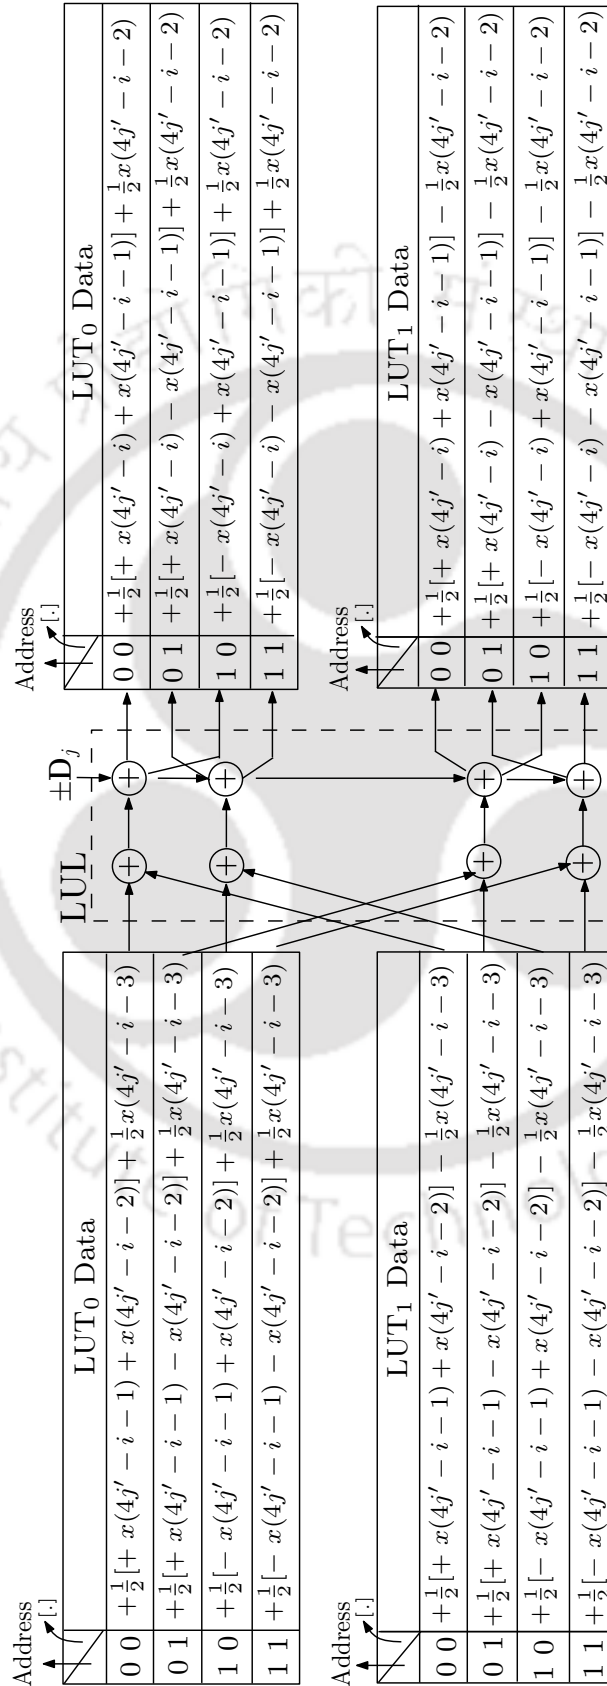 Address
[.]
LUT₀ Data
0 0 +½[+ x(4j′ − i − 1) + x(4j′ − i − 2)] + ½x(4j′ − i − 3)
0 1 +½[+ x(4j′ − i − 1) − x(4j′ − i − 2)] + ½x(4j′ − i − 3)
1 0 +½[− x(4j′ − i − 1) + x(4j′ − i − 2)] + ½x(4j′ − i − 3)
1 1 +½[− x(4j′ − i − 1) − x(4j′ − i − 2)] + ½x(4j′ − i − 3)
LUL
±D_j
+ +
+ +
Address
[.]
LUT₀ Data
0 0 +½[+ x(4j′ − i) + x(4j′ − i − 1)] + ½x(4j′ − i − 2)
0 1 +½[+ x(4j′ − i) − x(4j′ − i − 1)] + ½x(4j′ − i − 2)
1 0 +½[− x(4j′ − i) + x(4j′ − i − 1)] + ½x(4j′ − i − 2)
1 1 +½[− x(4j′ − i) − x(4j′ − i − 1)] + ½x(4j′ − i − 2)
Address
[.]
LUT₁ Data
0 0 +½[+ x(4j′ − i − 1) + x(4j′ − i − 2)] − ½x(4j′ − i − 3)
0 1 +½[+ x(4j′ − i − 1) − x(4j′ − i − 2)] − ½x(4j′ − i − 3)
1 0 +½[− x(4j′ − i − 1) + x(4j′ − i − 2)] − ½x(4j′ − i − 3)
1 1 +½[− x(4j′ − i − 1) − x(4j′ − i − 2)] − ½x(4j′ − i − 3)
+ +
+ +
Address
[.]
LUT₁ Data
0 0 +½[+ x(4j′ − i) + x(4j′ − i − 1)] − ½x(4j′ − i − 2)
0 1 +½[+ x(4j′ − i) − x(4j′ − i − 1)] − ½x(4j′ − i − 2)
1 0 +½[− x(4j′ − i) + x(4j′ − i − 1)] − ½x(4j′ − i − 2)
1 1 +½[− x(4j′ − i) − x(4j′ − i − 1)] − ½x(4j′ − i − 2)
stitute of Technolo